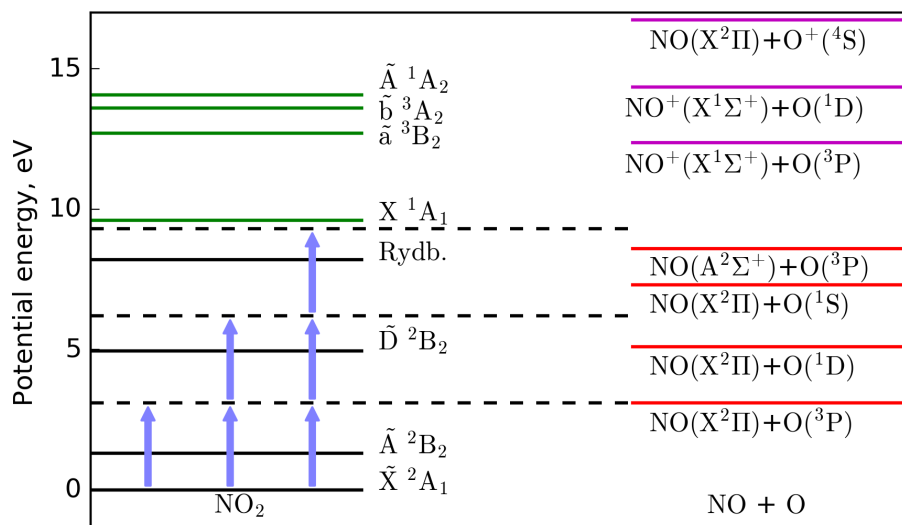 Potential energy, eV
15
10
5
0
Ã ¹A₂
b̃ ³A₂
ã ³B₂
X ¹A₁
Rydb.
D̃ ²B₂
Ã ²B₂
X̃ ²A₁
NO₂
NO(X²Π)+O⁺(⁴S)
NO⁺(X¹Σ⁺)+O(¹D)
NO⁺(X¹Σ⁺)+O(³P)
NO(A²Σ⁺)+O(³P)
NO(X²Π)+O(¹S)
NO(X²Π)+O(¹D)
NO(X²Π)+O(³P)
NO + O